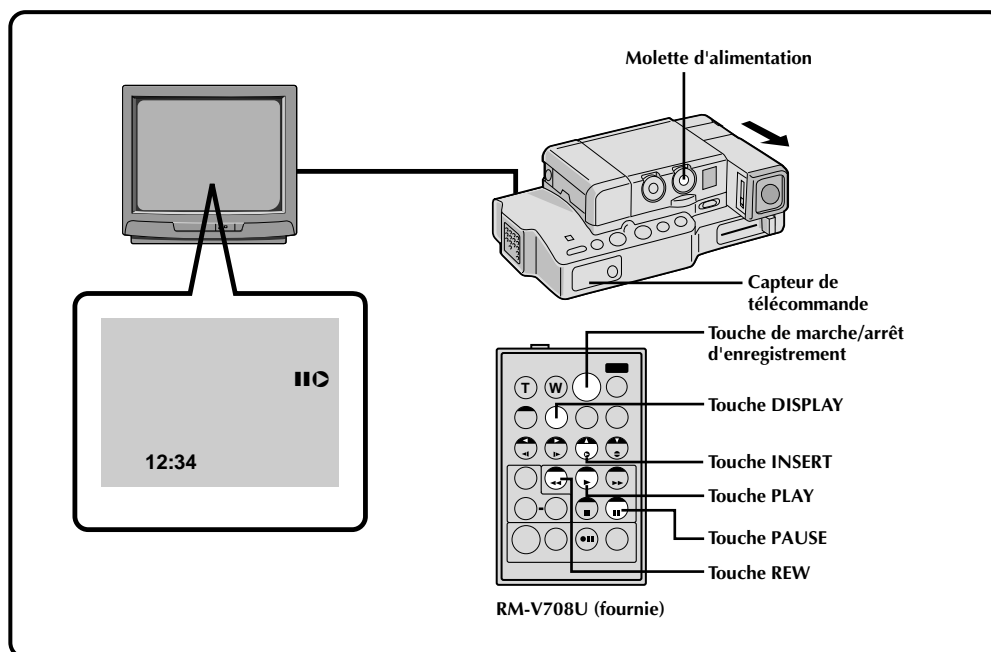 Molette d'alimentation
Capteur de
télécommande
Touche de marche/arrêt
d'enregistrement
T W
Touche DISPLAY
12:34
Touche INSERT
Touche PLAY
Touche PAUSE
Touche REW
RM-V708U (fournie)